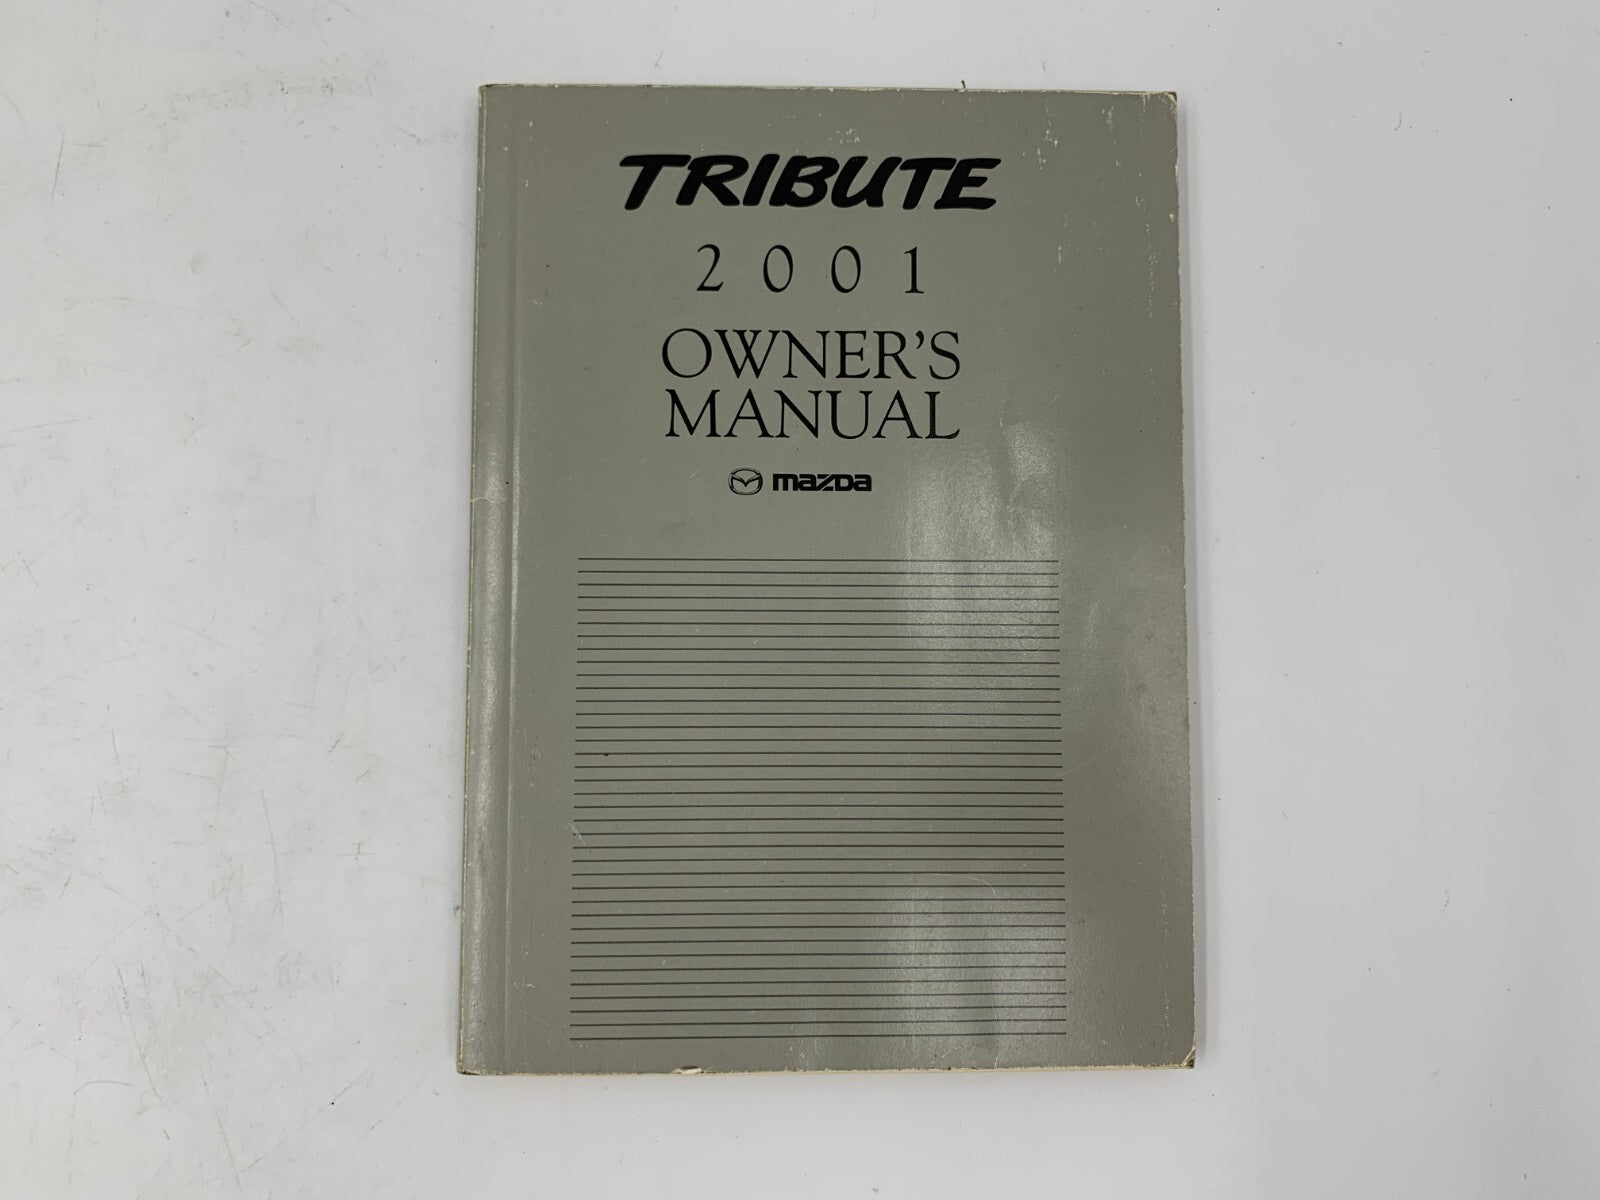 TRIBUTE
2001
OWNER'S
MANUAL
mazda